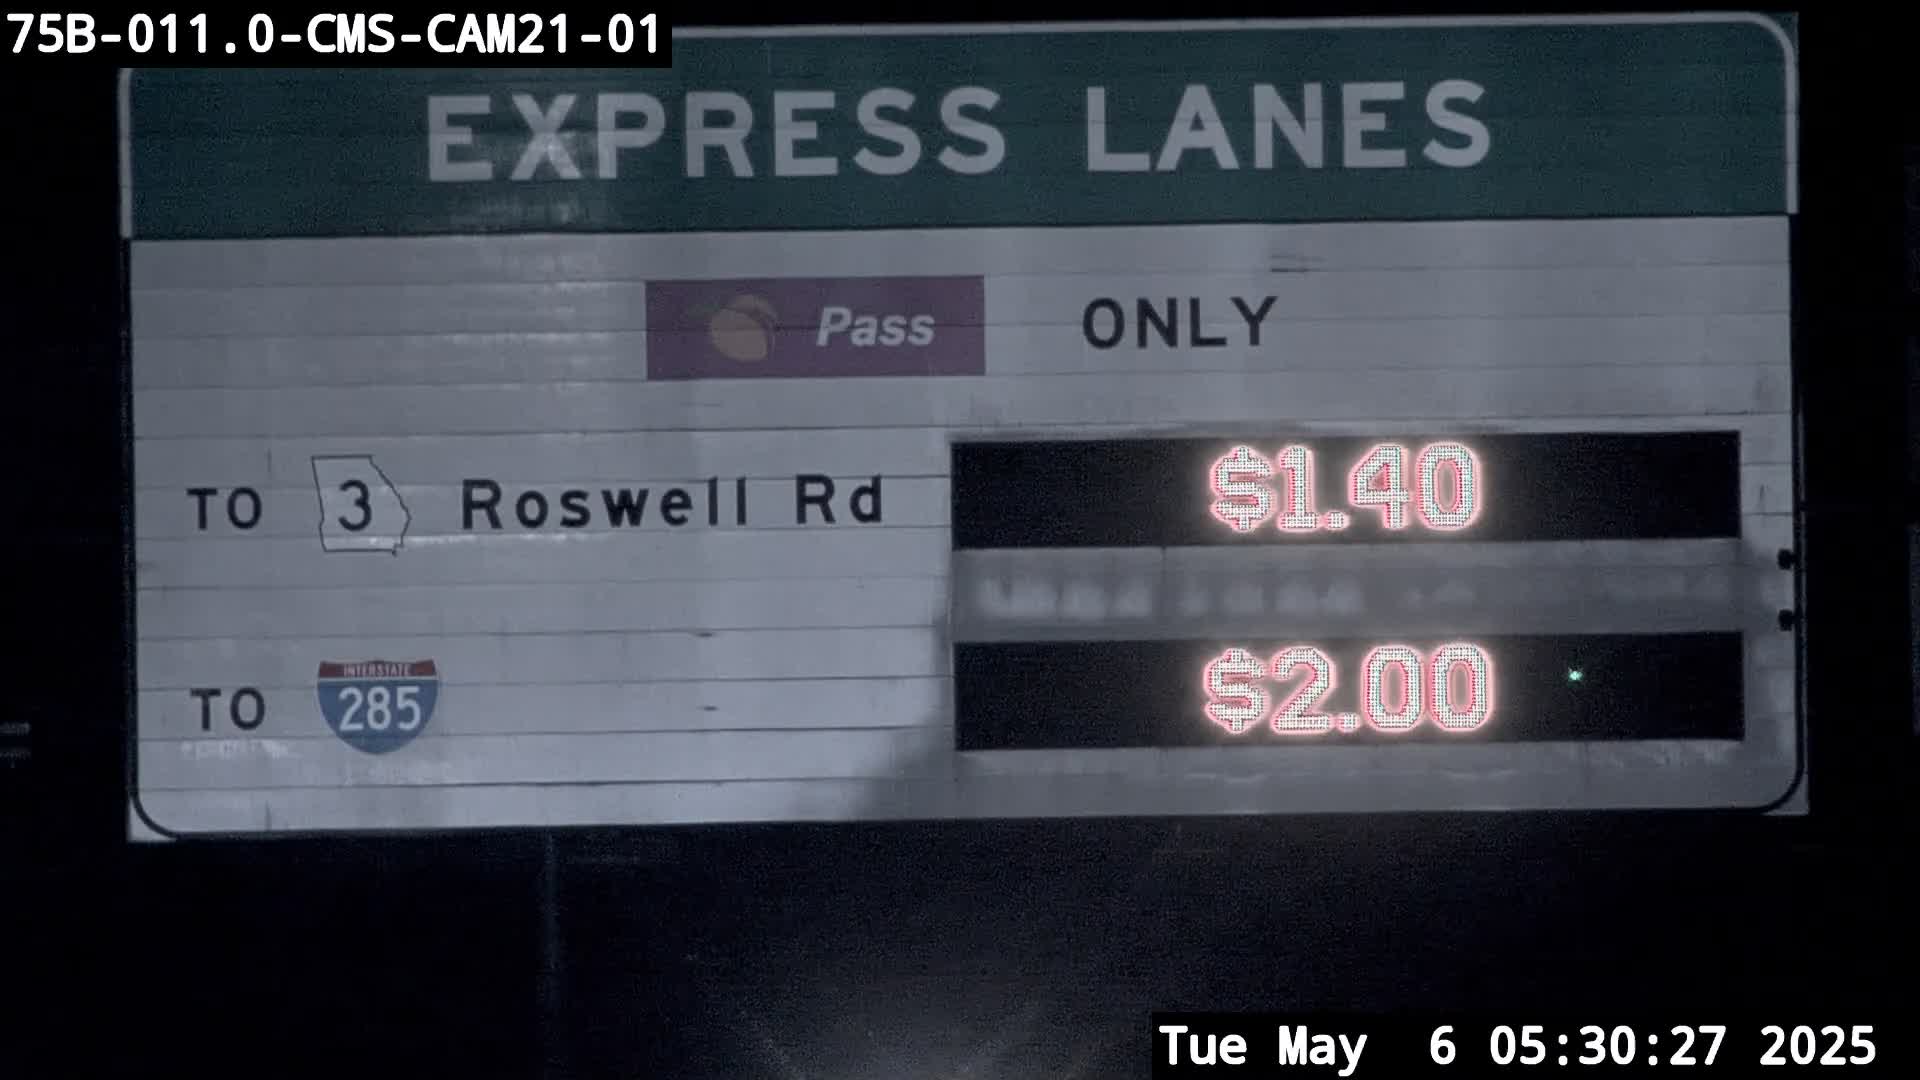 75B-011.0-CMS-CAM21-01
EXPRESS LANES
Pass ONLY
TO 3 Roswell Rd $1.40
TO INTERSTATE 285 $2.00
Tue May 6 05:30:27 2025